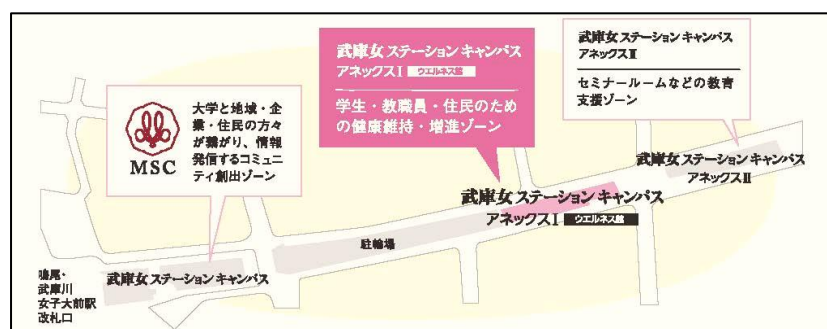 武庫女 ステーション キャンパス
アネックスⅠ ウエルネス館
学生・教職員・住民のため
の健康維持・増進ゾーン
武庫女 ステーション キャンパス
アネックスⅡ
セミナールームなどの教育
支援ゾーン
MSC
大学と地域・企
業・住民の方々
が繋がり、情報
発信するコミュニ
ティ創出ゾーン
武庫女 ステーション キャンパス
アネックスⅡ
武庫女 ステーション キャンパス
アネックスⅠ ウエルネス館
駐輪場
武庫女 ステーション キャンパス
鳴尾・
武庫川
女子大前駅
改札口